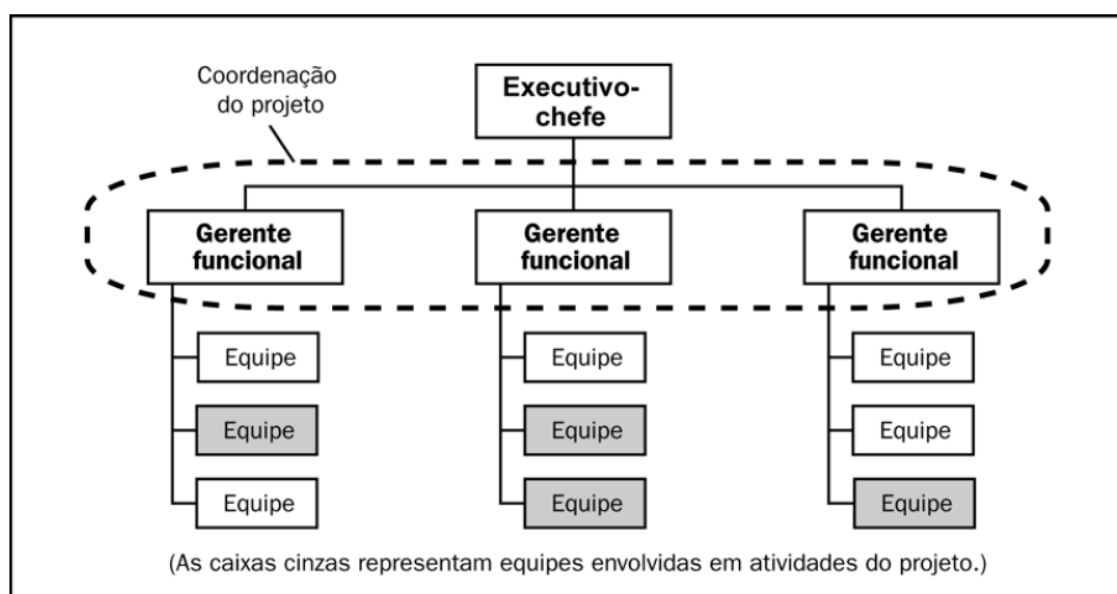 Coordenação
do projeto
Executivo-
chefe
Gerente
funcional
Gerente
funcional
Gerente
funcional
Equipe
Equipe
Equipe
Equipe
Equipe
Equipe
Equipe
Equipe
Equipe
(As caixas cinzas representam equipes envolvidas em atividades do projeto.)